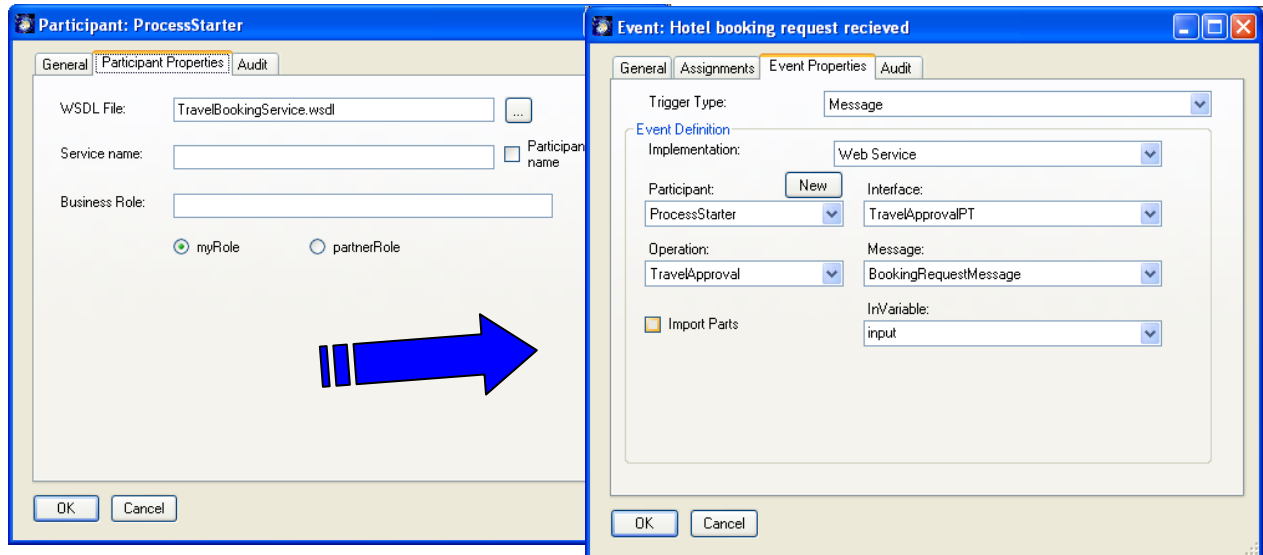 Participant: ProcessStarter
General Participant Properties Audit
WSDL File: TravelBookingService.wsdl ...
Service name:
name
Business Role:
myRole partnerRole
OK Cancel
Event: Hotel booking request recieved
General Assignments Event Properties Audit
Trigger Type: Message
Event Definition
Implementation: Web Service
Participant: New Interface:
ProcessStarter TravelApprovalPT
Operation: Message:
TravelApproval BookingRequestMessage
InVariable:
Import Parts input
OK Cancel